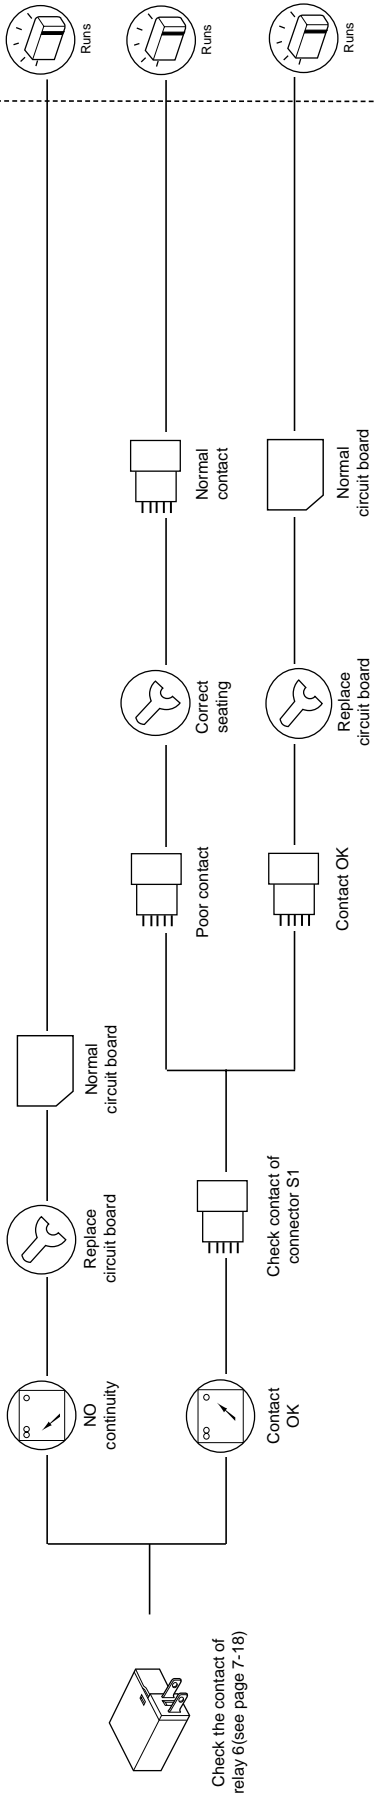 Check the contact of
relay 6(see page 7-18)
NO
continuity
Replace
circuit board
Normal
circuit board
Runs
Contact
OK
Check contact of
connector S1
Poor contact
Correct
seating
Normal
contact
Runs
Contact OK
Replace
circuit board
Normal
circuit board
Runs